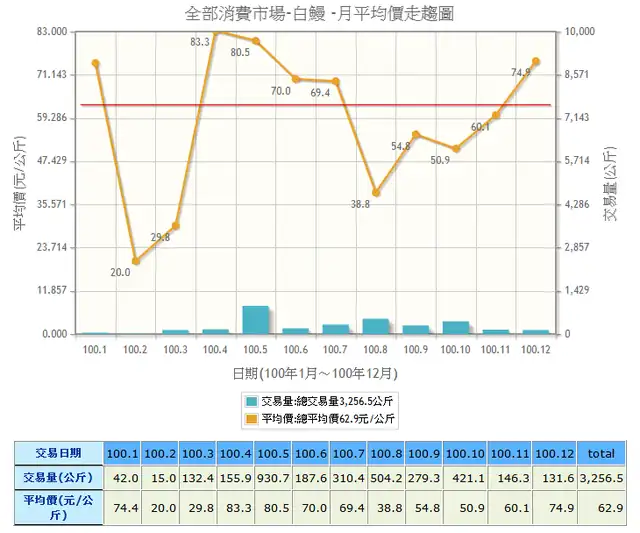 全部消費市場-白鰻 -月平均價走趨圖
83.000 10,000
71.143 8,571
59.286 7,143
47.429 5,714
35.571 4,286
23.714 2,857
11.857 1,429
0.000 0
平均價(元/公斤)
交易量(公斤)
20.0 29.8 83.3 80.5 70.0 69.4 38.8 54.8 50.9 60.1 74.9
100.1 100.2 100.3 100.4 100.5 100.6 100.7 100.8 100.9 100.10 100.11 100.12
日期(100年1月～100年12月)
交易量:總交易量3,256.5公斤
平均價:總平均價62.9元/公斤
交易日期 100.1 100.2 100.3 100.4 100.5 100.6 100.7 100.8 100.9 100.10 100.11 100.12 total
交易量(公斤) 42.0 15.0 132.4 155.9 930.7 187.6 310.4 504.2 279.3 421.1 146.3 131.6 3,256.5
平均價(元/公斤) 74.4 20.0 29.8 83.3 80.5 70.0 69.4 38.8 54.8 50.9 60.1 74.9 62.9